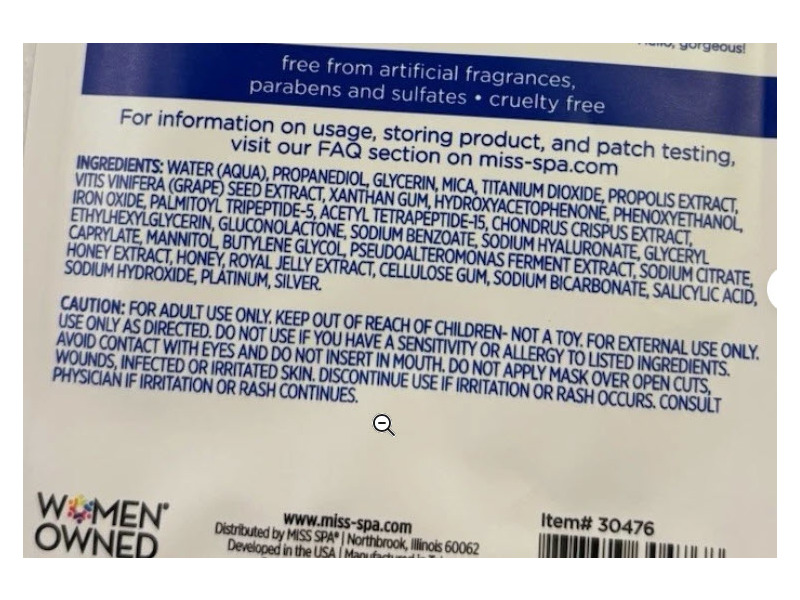 gorgeous!
free from artificial fragrances,
parabens and sulfates • cruelty free
For information on usage, storing product, and patch testing,
visit our FAQ section on miss-spa.com
INGREDIENTS: WATER (AQUA), PROPANEDIOL, GLYCERIN, MICA, TITANIUM DIOXIDE, PROPOLIS EXTRACT,
VITIS VINIFERA (GRAPE) SEED EXTRACT, XANTHAN GUM, HYDROXYACETOPHENONE, PHENOXYETHANOL,
IRON OXIDE, PALMITOYL TRIPEPTIDE-5, ACETYL TETRAPEPTIDE-15, CHONDRUS CRISPUS EXTRACT,
ETHYLHEXYLGLYCERIN, GLUCONOLACTONE, SODIUM BENZOATE, SODIUM HYALURONATE, GLYCERYL
CAPRYLATE, MANNITOL, BUTYLENE GLYCOL, PSEUDOALTEROMONAS FERMENT EXTRACT, SODIUM CITRATE,
HONEY EXTRACT, HONEY, ROYAL JELLY EXTRACT, CELLULOSE GUM, SODIUM BICARBONATE, SALICYLIC ACID,
SODIUM HYDROXIDE, PLATINUM, SILVER.
CAUTION: FOR ADULT USE ONLY. KEEP OUT OF REACH OF CHILDREN- NOT A TOY. FOR EXTERNAL USE ONLY.
USE ONLY AS DIRECTED. DO NOT USE IF YOU HAVE A SENSITIVITY OR ALLERGY TO LISTED INGREDIENTS.
AVOID CONTACT WITH EYES AND DO NOT INSERT IN MOUTH. DO NOT APPLY MASK OVER OPEN CUTS,
WOUNDS, INFECTED OR IRRITATED SKIN. DISCONTINUE USE IF IRRITATION OR RASH OCCURS. CONSULT
PHYSICIAN IF IRRITATION OR RASH CONTINUES.
WOMEN
OWNED
www.miss-spa.com
Distributed by MISS SPA® | Northbrook, Illinois 60062
Developed in the USA | Manufactured in
Item# 30476